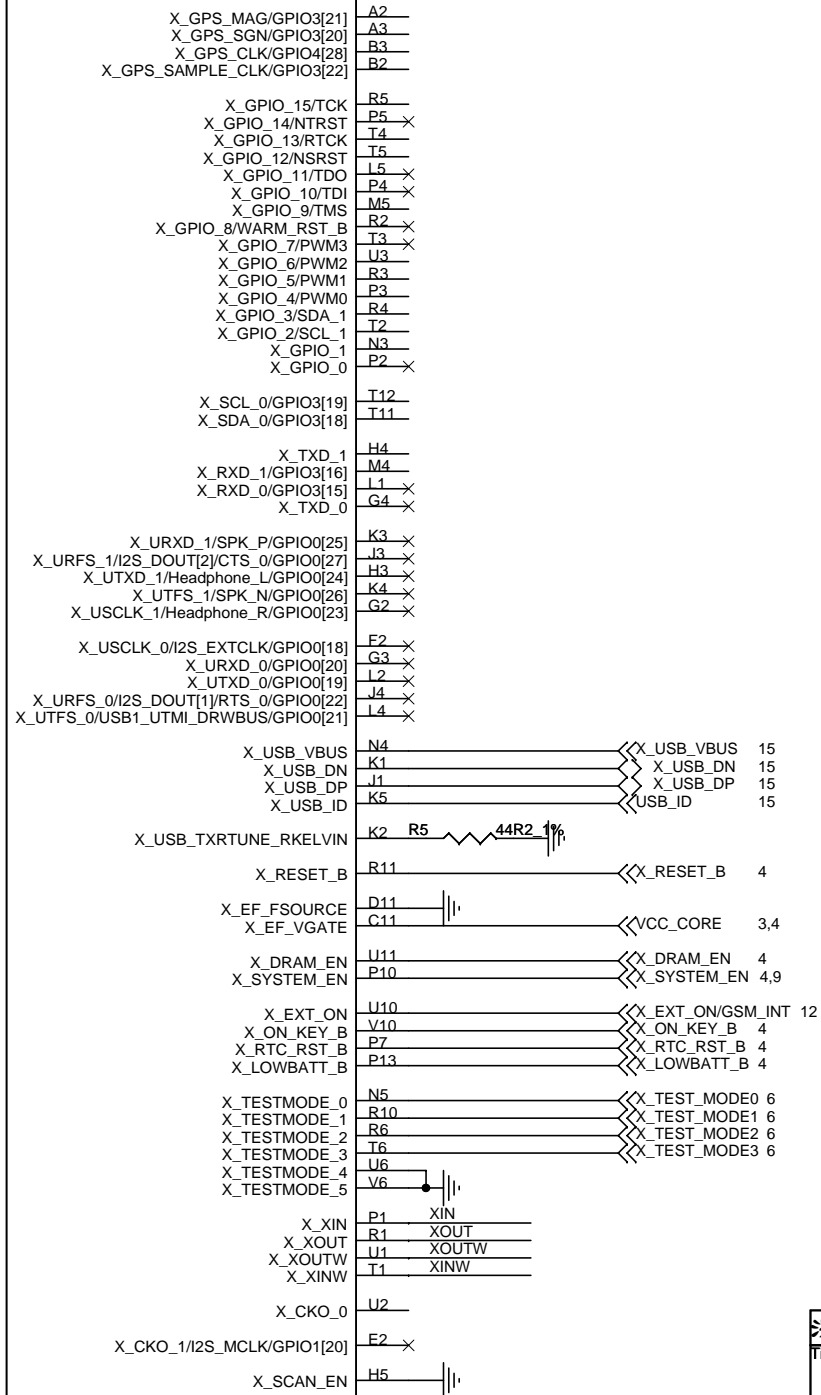 X_GPS_MAG/GPIO3[21] A2
X_GPS_SGN/GPIO3[20] A3
X_GPS_CLK/GPIO4[28] B3
X_GPS_SAMPLE_CLK/GPIO3[22] B2
X_GPIO_15/TCK R5
X_GPIO_14/NTRST P5
X_GPIO_13/RTCK T4
X_GPIO_12/NSRST T5
X_GPIO_11/TDO L5
X_GPIO_10/TDI P4
X_GPIO_9/TMS M5
X_GPIO_8/WARM_RST_B R2
X_GPIO_7/PWM3 T3
X_GPIO_6/PWM2 U3
X_GPIO_5/PWM1 R3
X_GPIO_4/PWM0 P3
X_GPIO_3/SDA_1 R4
X_GPIO_2/SCL_1 T2
X_GPIO_1 N3
X_GPIO_0 P2
X_SCL_0/GPIO3[19] T12
X_SDA_0/GPIO3[18] T11
X_TXD_1 H4
X_RXD_1/GPIO3[16] M4
X_RXD_0/GPIO3[15] L1
X_TXD_0 G4
X_URXD_1/SPK_P/GPIO0[25] K3
X_URFS_1/I2S_DOUT[2]/CTS_0/GPIO0[27] J3
X_UTXD_1/Headphone_L/GPIO0[24] H3
X_UTFS_1/SPK_N/GPIO0[26] K4
X_USCLK_1/Headphone_R/GPIO0[23] G2
X_USCLK_0/I2S_EXTCLK/GPIO0[18] F2
X_URXD_0/GPIO0[20] G3
X_UTXD_0/GPIO0[19] L2
X_URFS_0/I2S_DOUT[1]/RTS_0/GPIO0[22] J4
X_UTFS_0/USB1_UTMI_DRWBUS/GPIO0[21] L4
X_USB_VBUS N4 X_USB_VBUS 15
X_USB_DN K1 X_USB_DN 15
X_USB_DP J1 X_USB_DP 15
X_USB_ID K5 USB_ID 15
X_USB_TXRTUNE_RKELVIN K2 R5 44R2_1%
X_RESET_B R11 X_RESET_B 4
X_EF_FSOURCE D11
X_EF_VGATE C11 VCC_CORE 3,4
X_DRAM_EN U11 X_DRAM_EN 4
X_SYSTEM_EN P10 X_SYSTEM_EN 4,9
X_EXT_ON U10 X_EXT_ON/GSM_INT 12
X_ON_KEY_B V10 X_ON_KEY_B 4
X_RTC_RST_B P7 X_RTC_RST_B 4
X_LOWBATT_B P13 X_LOWBATT_B 4
X_TESTMODE_0 N5 X_TEST_MODE0 6
X_TESTMODE_1 R10 X_TEST_MODE1 6
X_TESTMODE_2 R6 X_TEST_MODE2 6
X_TESTMODE_3 T6 X_TEST_MODE3 6
X_TESTMODE_4 U6
X_TESTMODE_5 V6
X_XIN P1 XIN
X_XOUT R1 XOUT
X_XOUTW U1 XOUTW
X_XINW T1 XINW
X_CKO_0 U2
X_CKO_1/I2S_MCLK/GPIO1[20] E2
X_SCAN_EN H5